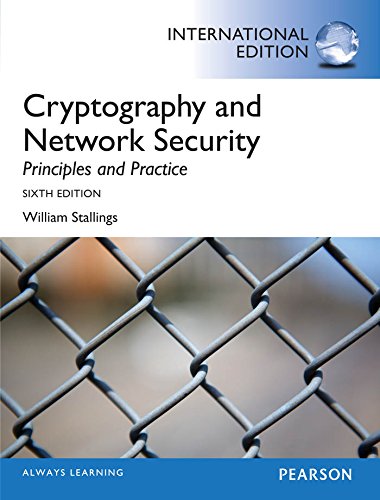 INTERNATIONAL
EDITION
Cryptography and
Network Security
Principles and Practice
SIXTH EDITION
William Stallings
ALWAYS LEARNING
PEARSON